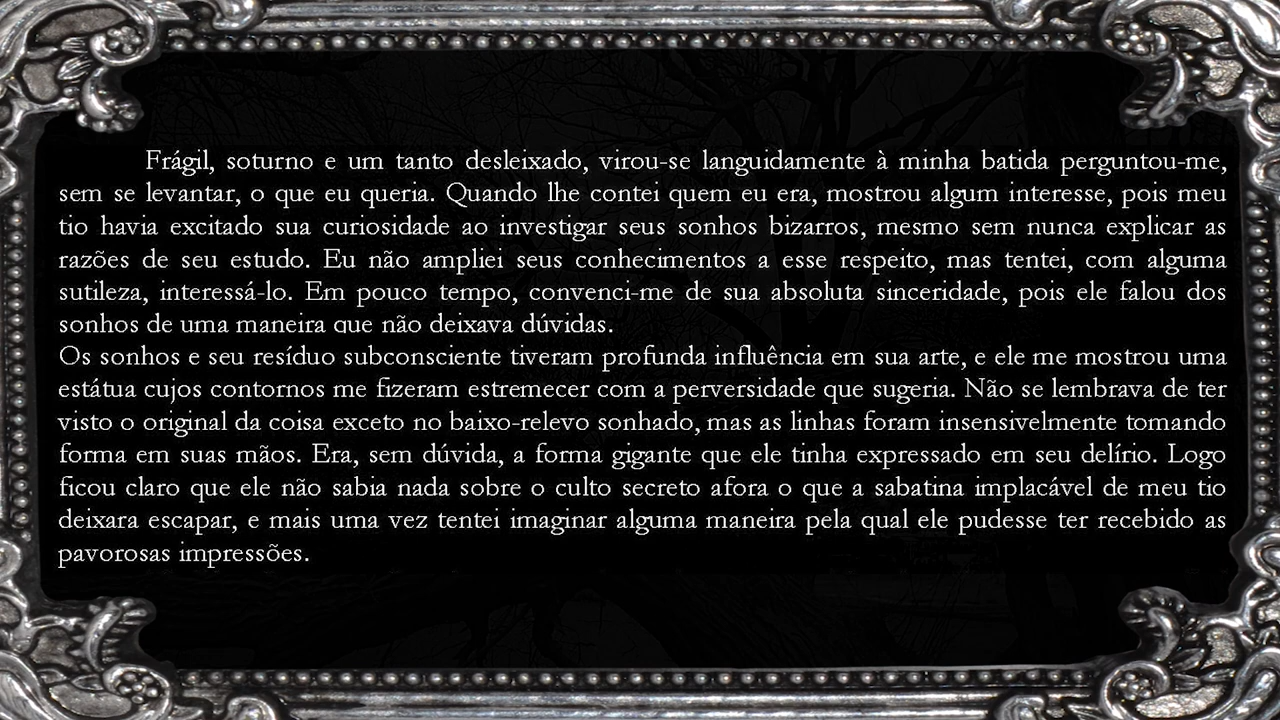 Frágil, soturno e um tanto desleixado, virou-se languidamente à minha batida perguntou-me,
sem se levantar, o que eu queria. Quando lhe contei quem eu era, mostrou algum interesse, pois meu
tio havia excitado sua curiosidade ao investigar seus sonhos bizarros, mesmo sem nunca explicar as
razões de seu estudo. Eu não ampliei seus conhecimentos a esse respeito, mas tentei, com alguma
sutileza, interessá-lo. Em pouco tempo, convenci-me de sua absoluta sinceridade, pois ele falou dos
sonhos de uma maneira que não deixava dúvidas.
Os sonhos e seu resíduo subconsciente tiveram profunda influência em sua arte, e ele me mostrou uma
estátua cujos contornos me fizeram estremecer com a perversidade que sugeria. Não se lembrava de ter
visto o original da coisa exceto no baixo-relevo sonhado, mas as linhas foram insensivelmente tomando
forma em suas mãos. Era, sem dúvida, a forma gigante que ele tinha expressado em seu delírio. Logo
ficou claro que ele não sabia nada sobre o culto secreto afora o que a sabatina implacável de meu tio
deixara escapar, e mais uma vez tentei imaginar alguma maneira pela qual ele pudesse ter recebido as
pavorosas impressões.